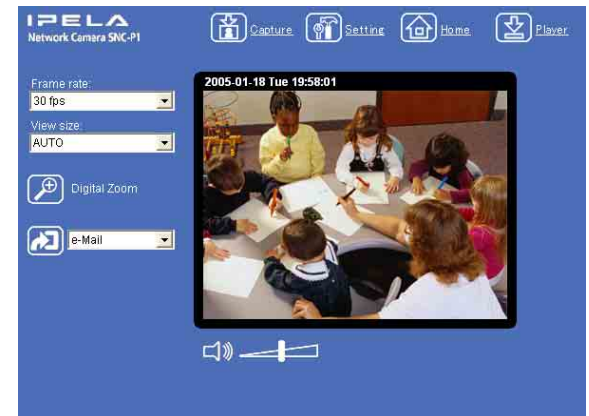 IPELA
Network Camera SNC-P1
Capture
Setting
Home
Player
Frame rate:
30 fps
View size:
AUTO
Digital Zoom
e-Mail
2005-01-18 Tue 19:58:01